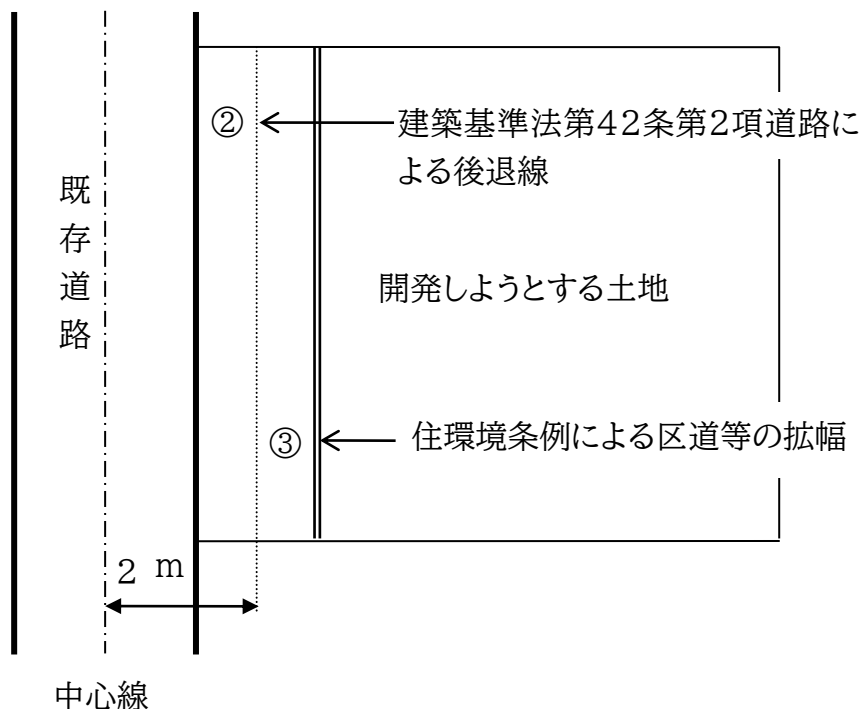 ② 建築基準法第42条第2項道路に
よる後退線
既存道路
開発しようとする土地
③ 住環境条例による区道等の拡幅
2 m
中心線